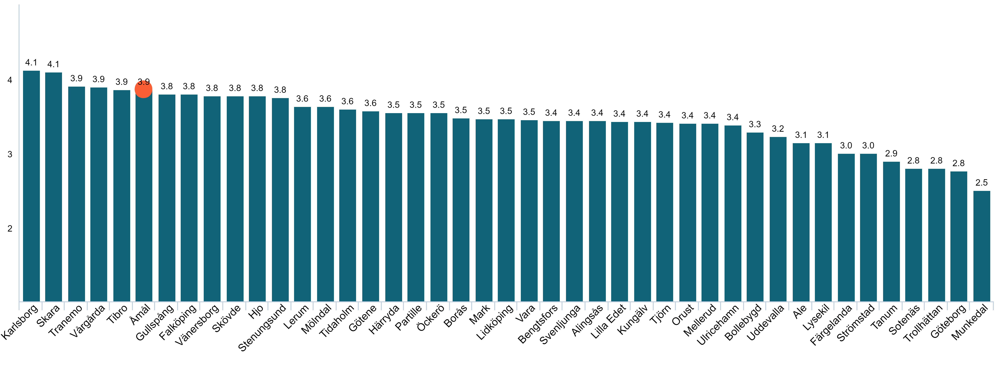 4.1 4.1 3.9 3.9 3.9 3.9 3.8 3.8 3.8 3.8 3.8 3.8 3.6 3.6 3.6 3.6 3.5 3.5 3.5 3.5 3.5 3.5 3.5 3.4 3.4 3.4 3.4 3.4 3.4 3.4 3.4 3.4 3.3 3.2 3.1 3.1 3.0 3.0 2.9 2.8 2.8 2.8 2.5
4
3
2
Karlsborg
Skara
Tranemo
Vårgårda
Tibro
Åmål
Gullspång
Falköping
Vänersborg
Skövde
Hjo
Stenungsund
Lerum
Mölndal
Tidaholm
Götene
Härryda
Partille
Öckerö
Borås
Mark
Lidköping
Vara
Bengtsfors
Svenljunga
Alingsås
Lilla Edet
Kungälv
Tjörn
Orust
Mellerud
Ulricehamn
Bollebygd
Uddevalla
Ale
Lysekil
Färgelanda
Strömstad
Tanum
Sotenäs
Trollhättan
Göteborg
Munkedal